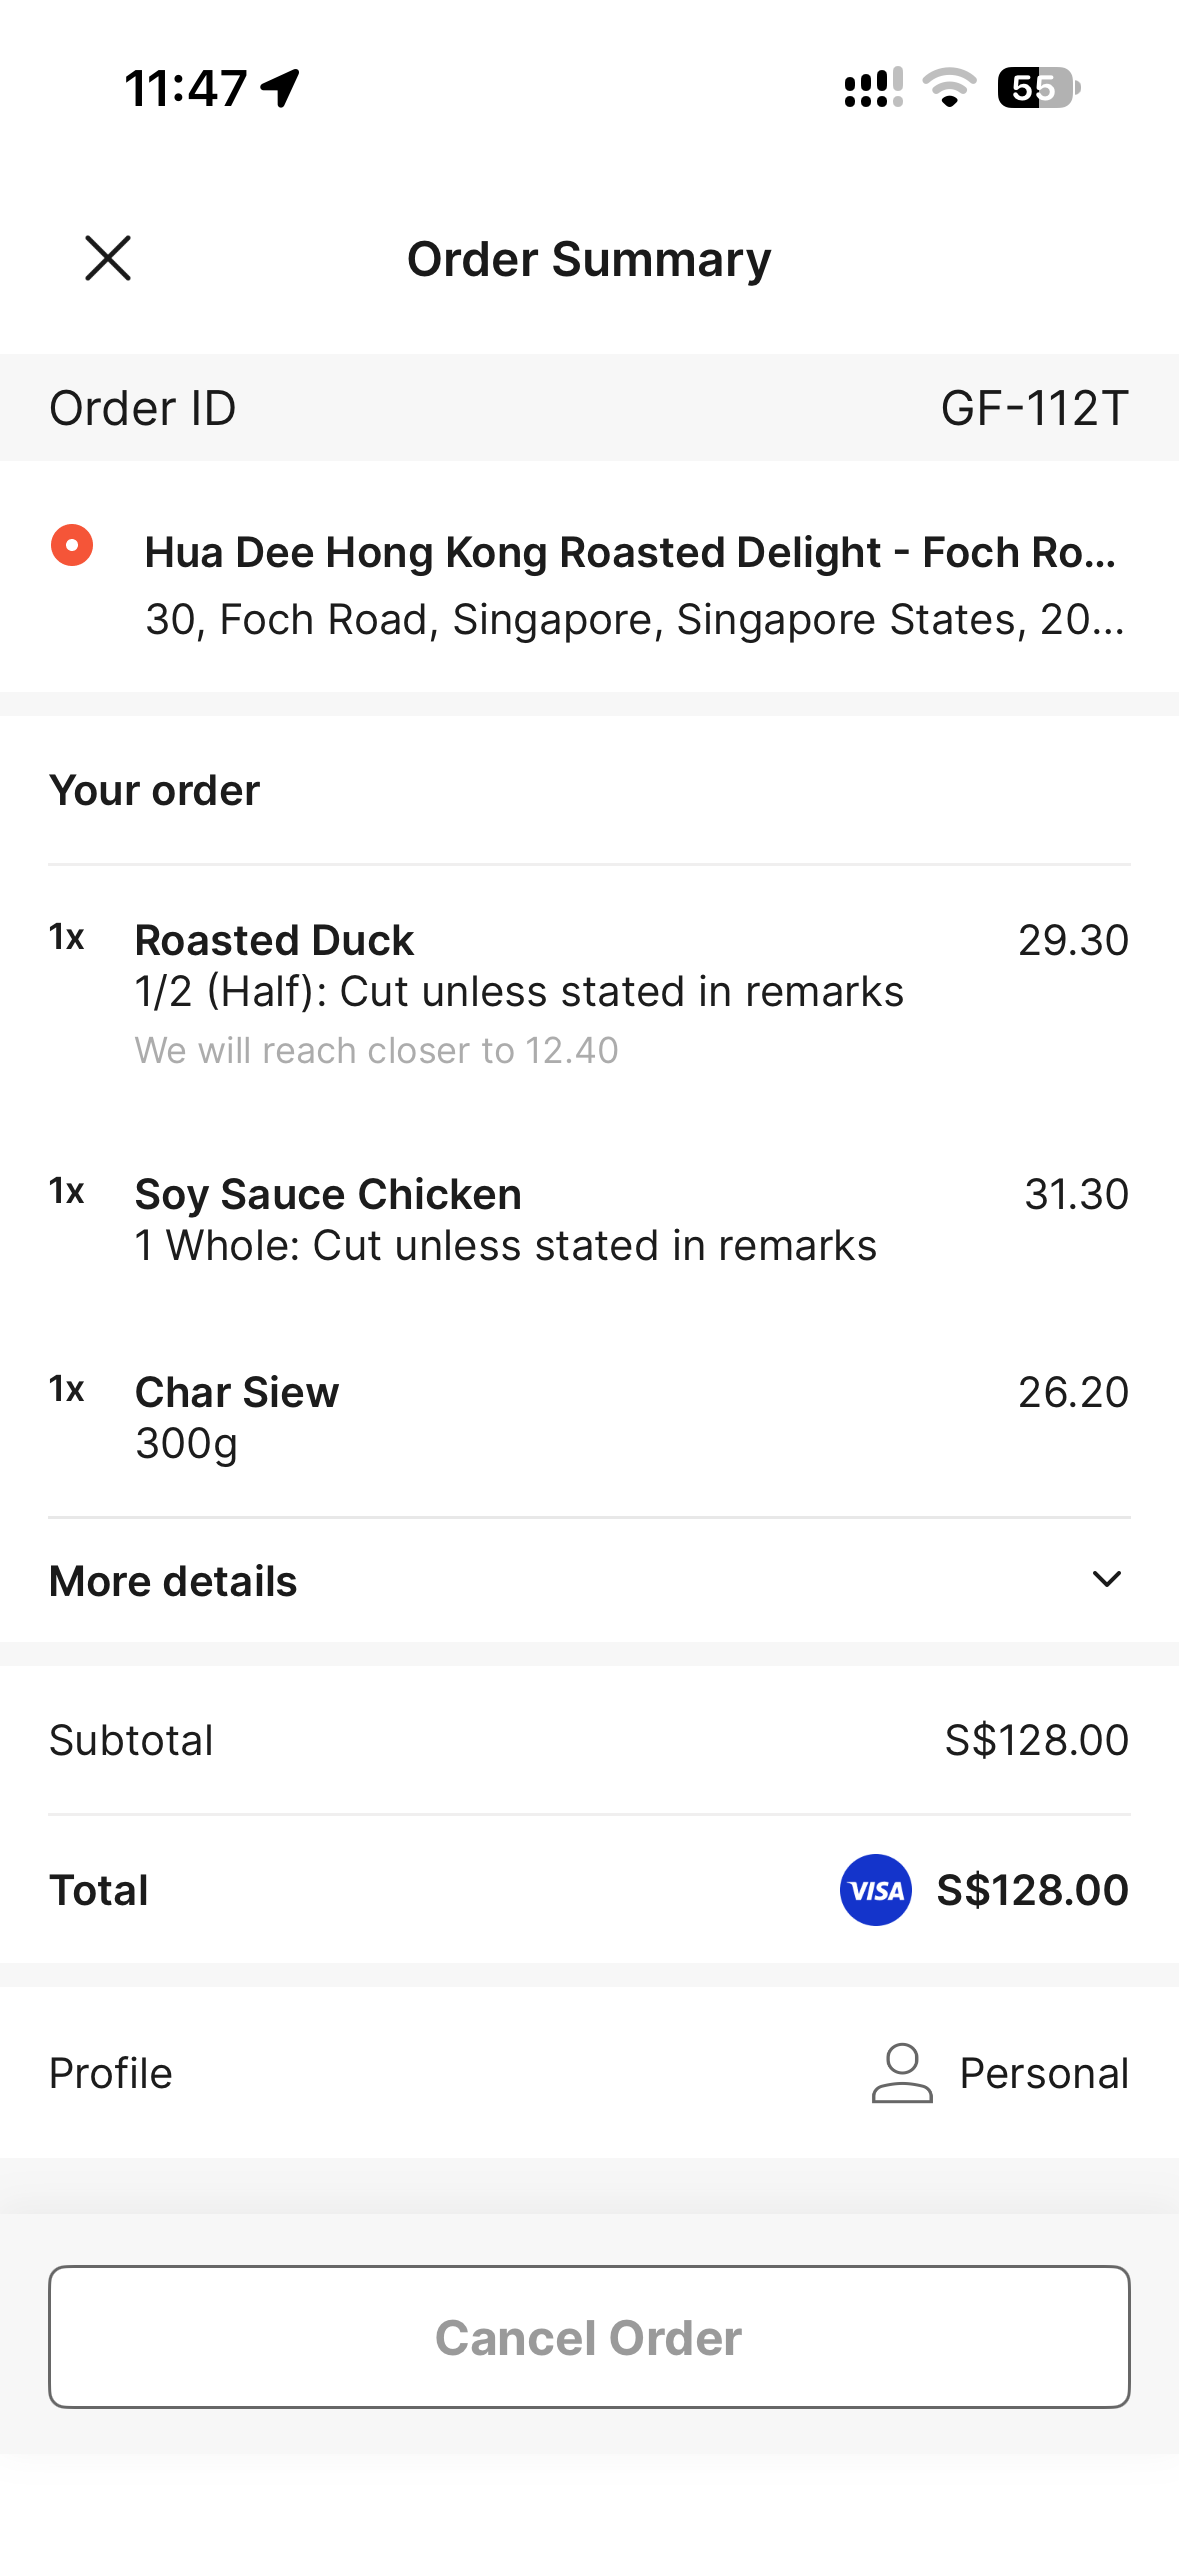 11:47
55
Order Summary
Order ID GF-112T
Hua Dee Hong Kong Roasted Delight - Foch Ro...
30, Foch Road, Singapore, Singapore States, 20...
Your order
1x Roasted Duck 29.30
1/2 (Half): Cut unless stated in remarks
We will reach closer to 12.40
1x Soy Sauce Chicken 31.30
1 Whole: Cut unless stated in remarks
1x Char Siew 26.20
300g
More details
Subtotal S$128.00
Total VISA S$128.00
Profile Personal
Cancel Order